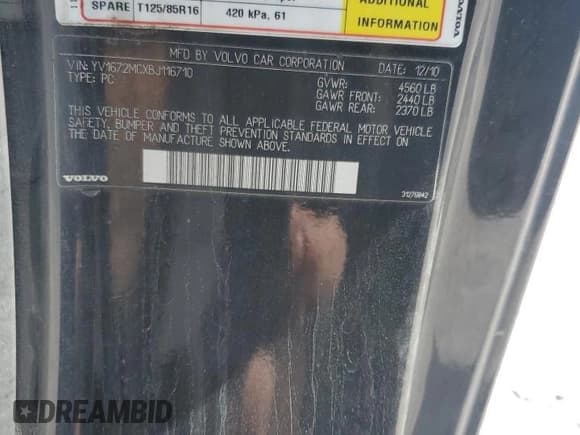 ADDITIONAL
SPARE T125/85R16 420 kPa, 61 INFORMATION
VOLVO
MFD BY VOLVO CAR CORPORATION DATE: 12/10
VIN: YV1672MCXBJ116710
TYPE: PC
GVWR: 4560 LB
GAWR FRONT: 2440 LB
GAWR REAR: 2370 LB
THIS VEHICLE CONFORMS TO ALL APPLICABLE FEDERAL MOTOR VEHICLE
SAFETY, BUMPER AND THEFT PREVENTION STANDARDS IN EFFECT ON
THE DATE OF MANUFACTURE SHOWN ABOVE.
VOLVO
DREAMBID